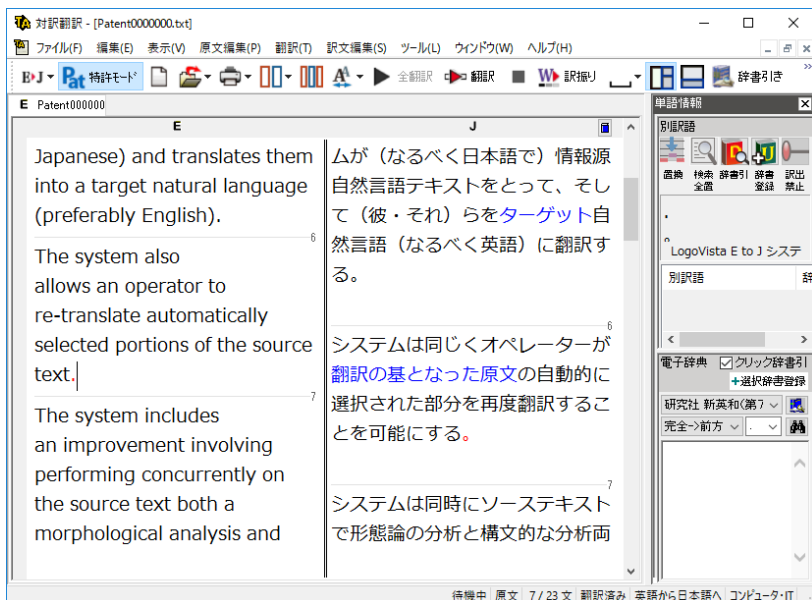 対訳翻訳 - [Patent0000000.txt]
ファイル(F) 編集(E) 表示(V) 原文編集(P) 翻訳(T) 訳文編集(S) ツール(L) ウィンドウ(W) ヘルプ(H)
E›J Pat 特許モード A 全翻訳 翻訳 W 訳振り 辞書引き »
E Patent000000
単語情報
E
J
Japanese) and translates them
into a target natural language
(preferably English).
6
The system also
allows an operator to
re-translate automatically
selected portions of the source
text.
7
The system includes
an improvement involving
performing concurrently on
the source text both a
morphological analysis and
ムが（なるべく日本語で）情報源
自然言語テキストをとって、そし
て（彼・それ）らをターゲット自
然言語（なるべく英語）に翻訳す
る。
6
システムは同じくオペレーターが
翻訳の基となった原文の自動的に
選択された部分を再度翻訳するこ
とを可能にする。
7
システムは同時にソーステキスト
で形態論の分析と構文的な分析両
別訳語
置換 検索全置 辞書引 辞書登録 訳出禁止
LogoVista E to J システ
別訳語 辞
電子辞典 クリック辞書引
+選択辞書登録
研究社 新英和(第7
完全->前方 .
待機中 原文 7 / 23 文 翻訳済み 英語から日本語へ コンピュータ・IT